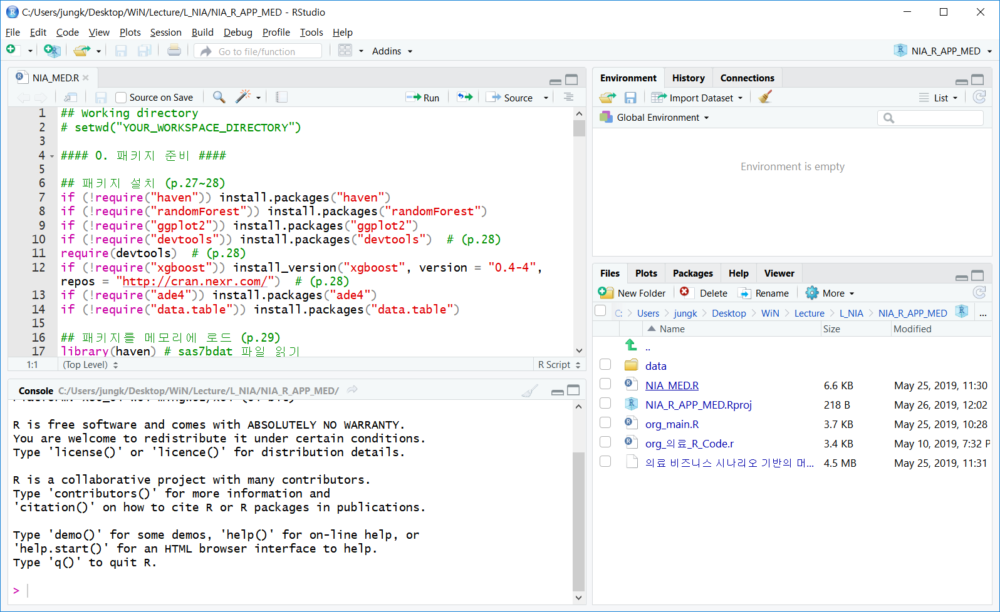 C:/Users/jungk/Desktop/WiN/Lecture/L_NIA/NIA_R_APP_MED - RStudio
File Edit Code View Plots Session Build Debug Profile Tools Help
Go to file/function Addins NIA_R_APP_MED
NIA_MED.R
Source on Save Run Source
1 ## Working directory
2 # setwd("YOUR_WORKSPACE_DIRECTORY")
3
4 #### 0. 패키지 준비 ####
5
6 ## 패키지 설치 (p.27~28)
7 if (!require("haven")) install.packages("haven")
8 if (!require("randomForest")) install.packages("randomForest")
9 if (!require("ggplot2")) install.packages("ggplot2")
10 if (!require("devtools")) install.packages("devtools")  # (p.28)
11 require(devtools)  # (p.28)
12 if (!require("xgboost")) install_version("xgboost", version = "0.4-4",
repos = "http://cran.nexr.com/")  # (p.28)
13 if (!require("ade4")) install.packages("ade4")
14 if (!require("data.table")) install.packages("data.table")
15
16 ## 패키지를 메모리에 로드 (p.29)
17 library(haven) # sas7bdat 파일 읽기
1:1 (Top Level) R Script
Console C:/Users/jungk/Desktop/WiN/Lecture/L_NIA/NIA_R_APP_MED/
R is free software and comes with ABSOLUTELY NO WARRANTY.
You are welcome to redistribute it under certain conditions.
Type 'license()' or 'licence()' for distribution details.
R is a collaborative project with many contributors.
Type 'contributors()' for more information and
'citation()' on how to cite R or R packages in publications.
Type 'demo()' for some demos, 'help()' for on-line help, or
'help.start()' for an HTML browser interface to help.
Type 'q()' to quit R.
>
Environment History Connections
Import Dataset List
Global Environment
Environment is empty
Files Plots Packages Help Viewer
New Folder Delete Rename More
C: Users jungk Desktop WiN Lecture L_NIA NIA_R_APP_MED ...
Name Size Modified
..
data
NIA_MED.R 6.6 KB May 25, 2019, 11:30
NIA_R_APP_MED.Rproj 218 B May 26, 2019, 12:02
org_main.R 3.7 KB May 25, 2019, 10:28
org_의료_R_Code.r 3.4 KB May 10, 2019, 7:32 P
의료 비즈니스 시나리오 기반의 머... 4.5 MB May 25, 2019, 11:31